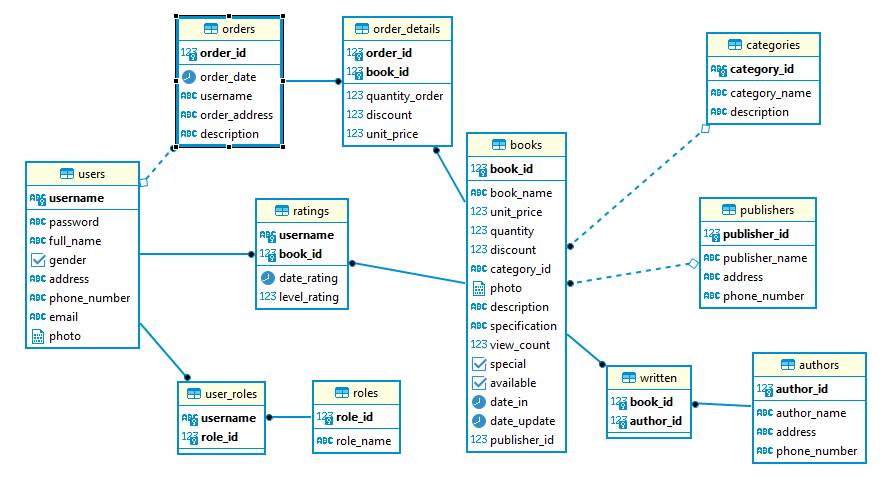 orders
123 order_id
order_date
ABC username
ABC order_address
ABC description
order_details
123 order_id
123 book_id
123 quantity_order
123 discount
123 unit_price
categories
ABC category_id
ABC category_name
ABC description
users
ABC username
ABC password
ABC full_name
gender
ABC address
ABC phone_number
ABC email
photo
ratings
ABC username
123 book_id
date_rating
123 level_rating
books
123 book_id
ABC book_name
123 unit_price
123 quantity
123 discount
ABC category_id
photo
ABC description
ABC specification
123 view_count
special
available
date_in
date_update
123 publisher_id
publishers
123 publisher_id
ABC publisher_name
ABC address
ABC phone_number
user_roles
ABC username
123 role_id
roles
123 role_id
ABC role_name
written
123 book_id
123 author_id
authors
123 author_id
ABC author_name
ABC address
ABC phone_number